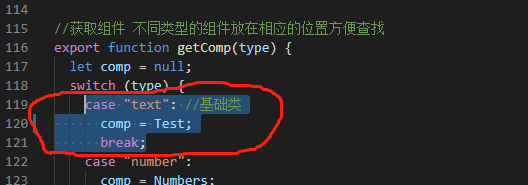 114
115 //获取组件 不同类型的组件放在相应的位置方便查找
116 export function getComp(type) {
117 let comp = null;
118 switch (type) {
119 case "text": //基础类
120 comp = Test;
121 break;
122 case "number":
123 comp = Numbers;